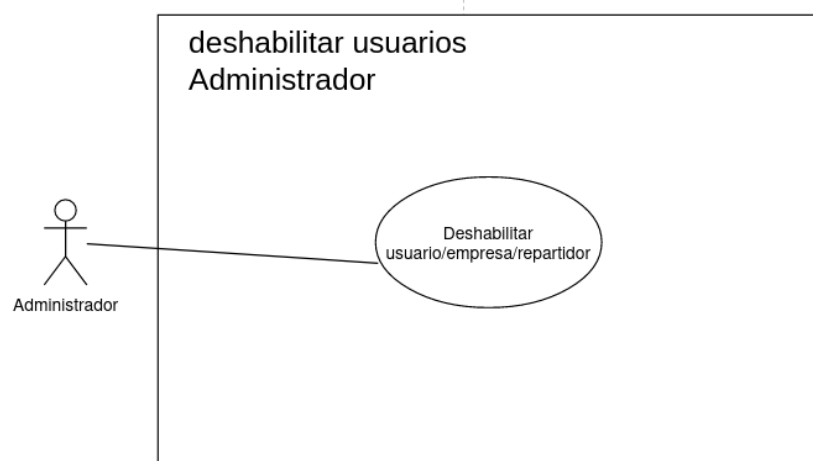 deshabilitar usuarios
Administrador
Deshabilitar
usuario/empresa/repartidor
Administrador